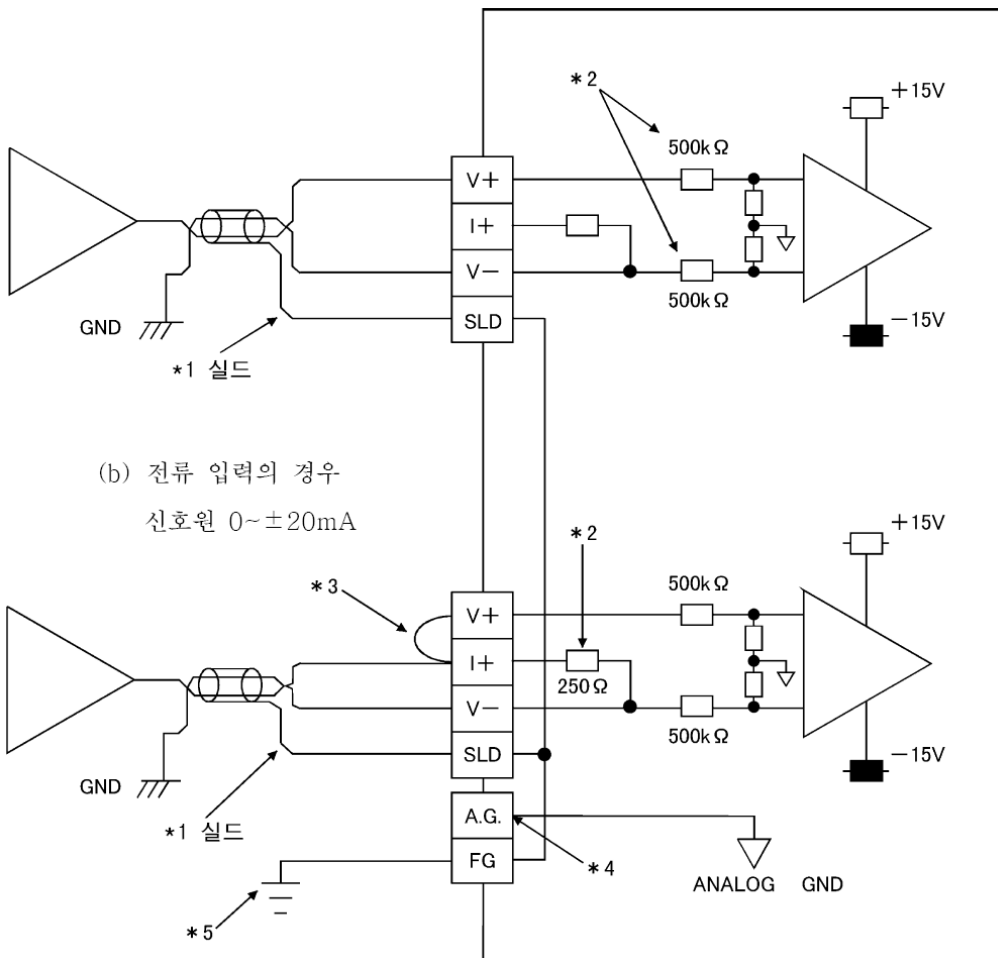 *2
+15V
500kΩ
V+
I+
V-
500kΩ
-15V
SLD
GND
*1 실드
(b) 전류 입력의 경우
신호원 0~±20mA
*2
+15V
*3
500kΩ
V+
I+
250Ω
V-
500kΩ
-15V
SLD
GND
A.G.
*1 실드
*4
FG
ANALOG GND
*5